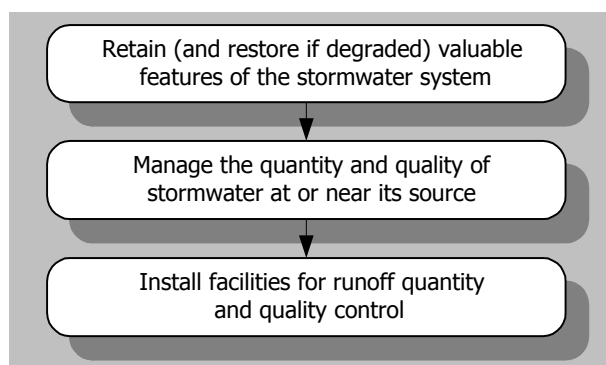 Retain (and restore if degraded) valuable
features of the stormwater system
Manage the quantity and quality of
stormwater at or near its source
Install facilities for runoff quantity
and quality control